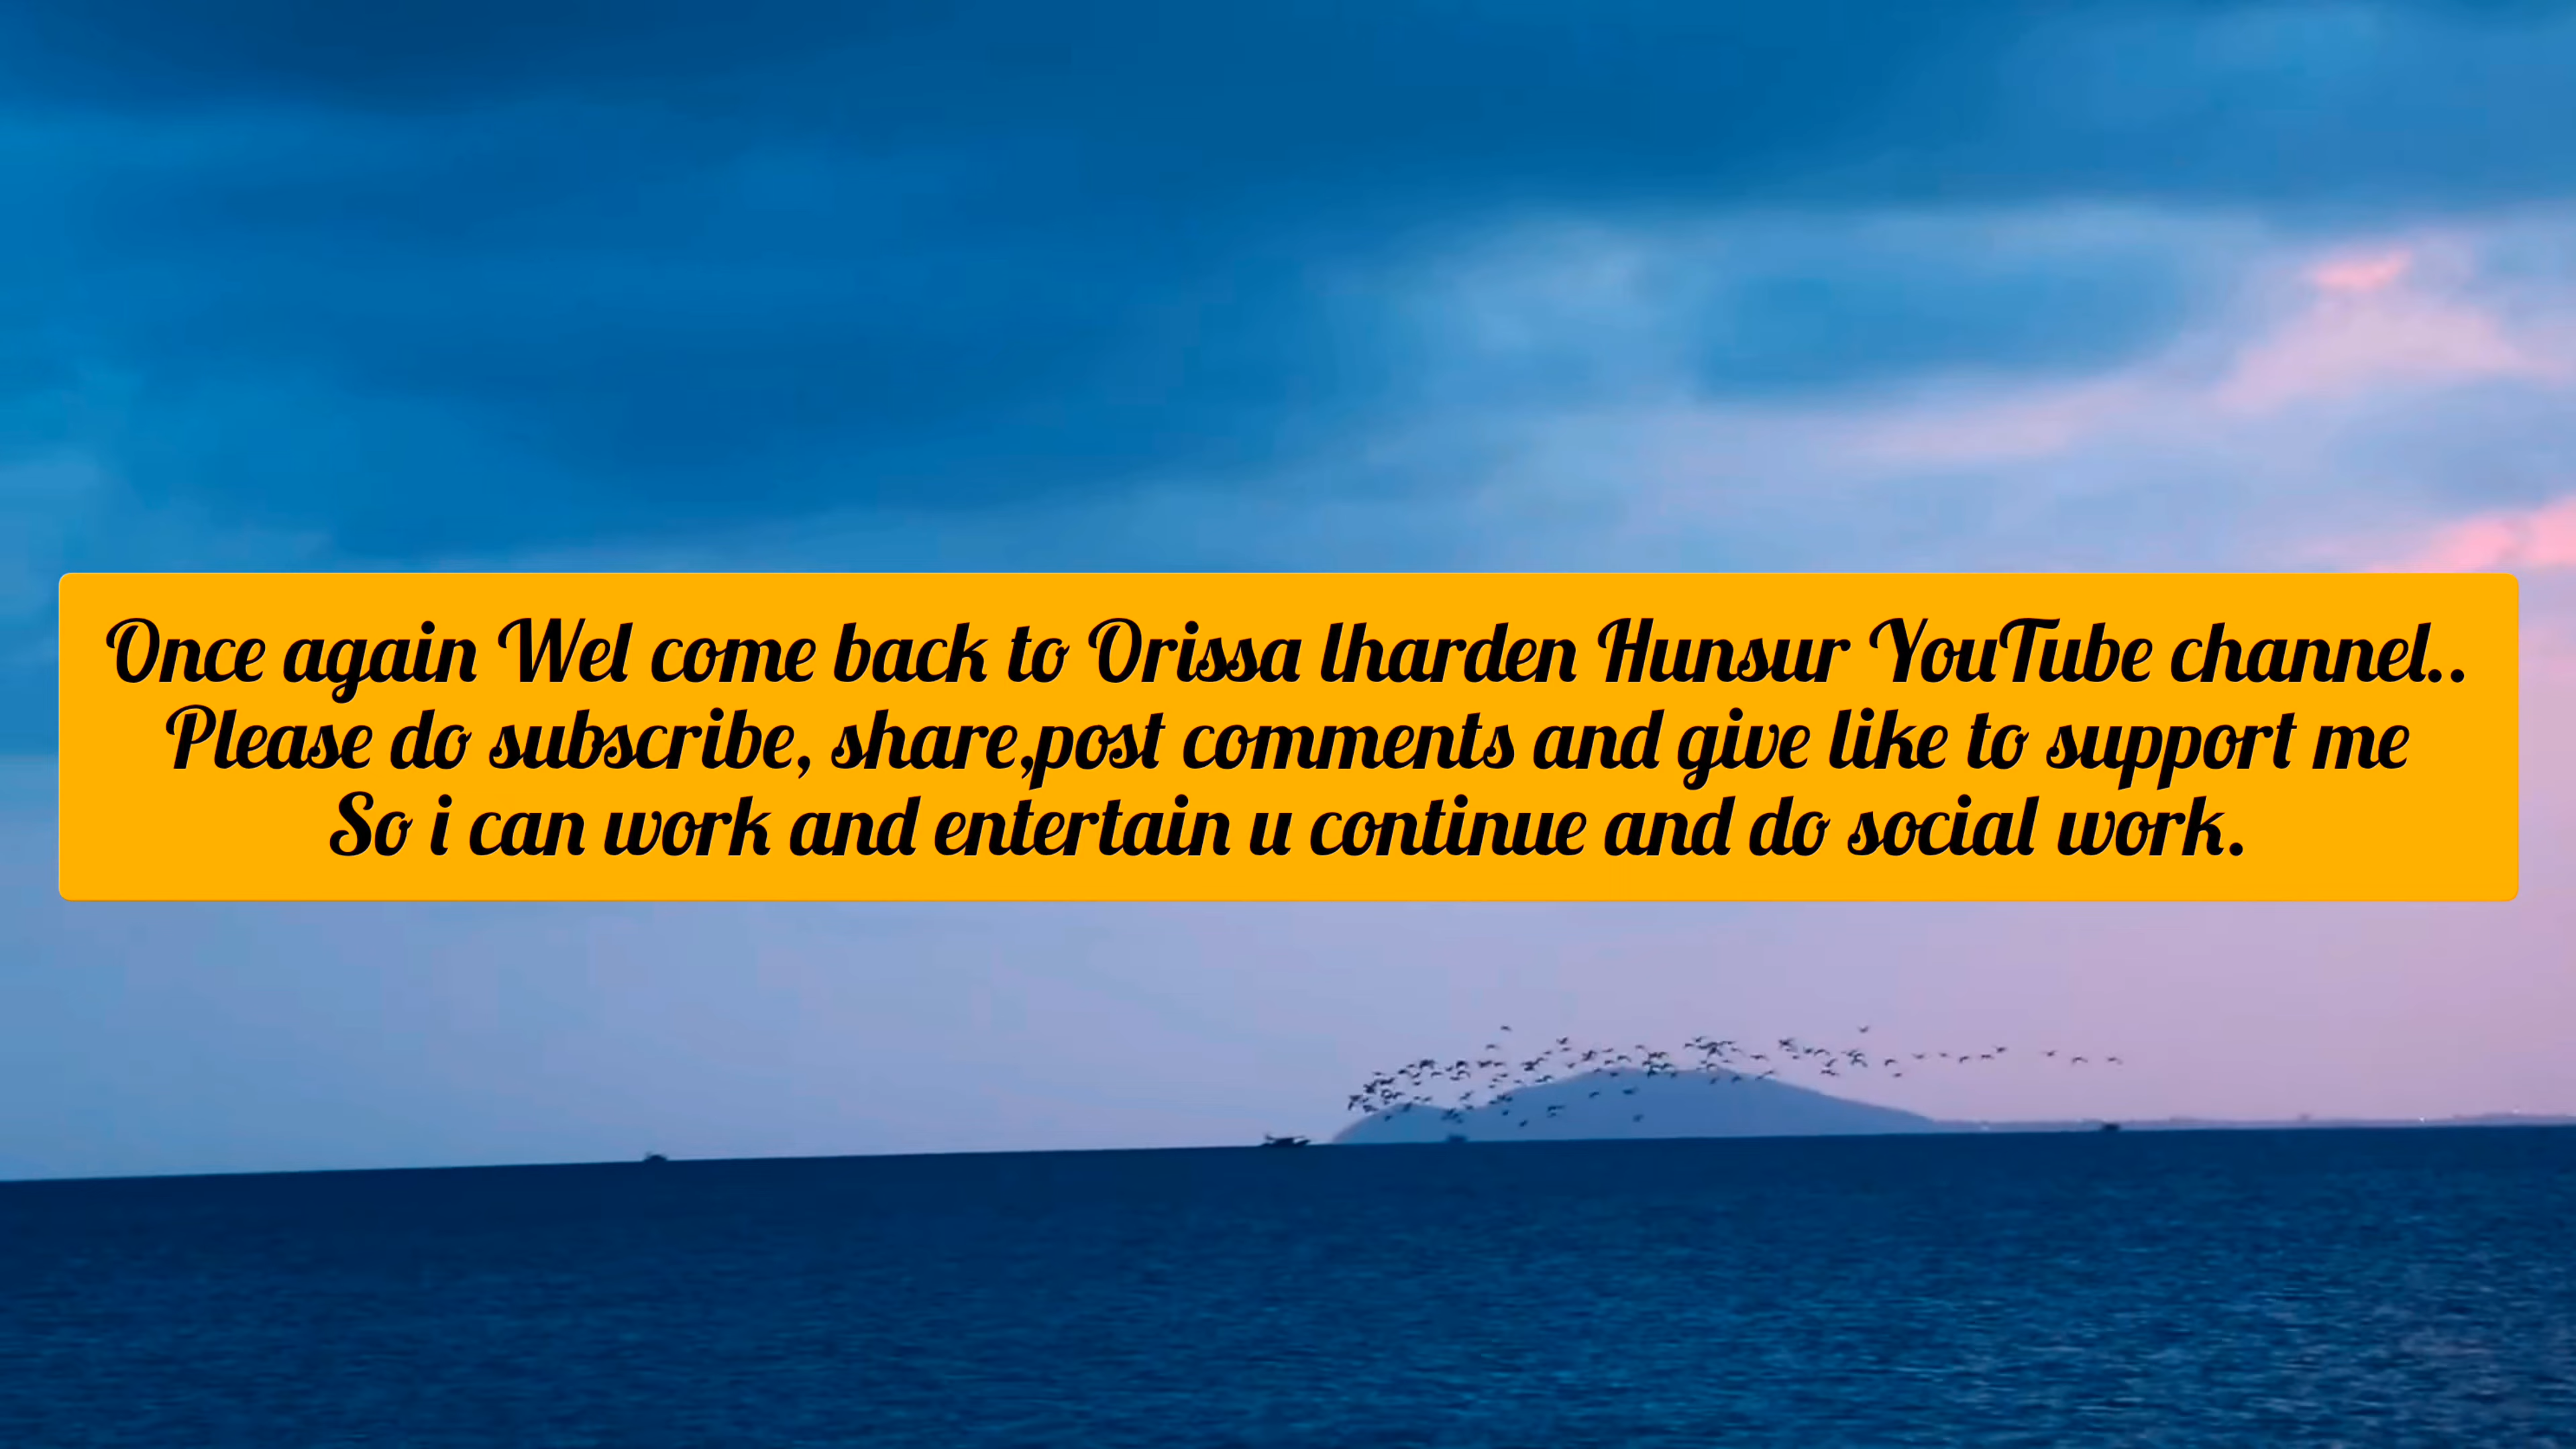 Once again Wel come back to Orissa lharden Hunsur YouTube channel..
Please do subscribe, share,post comments and give like to support me
So i can work and entertain u continue and do social work.